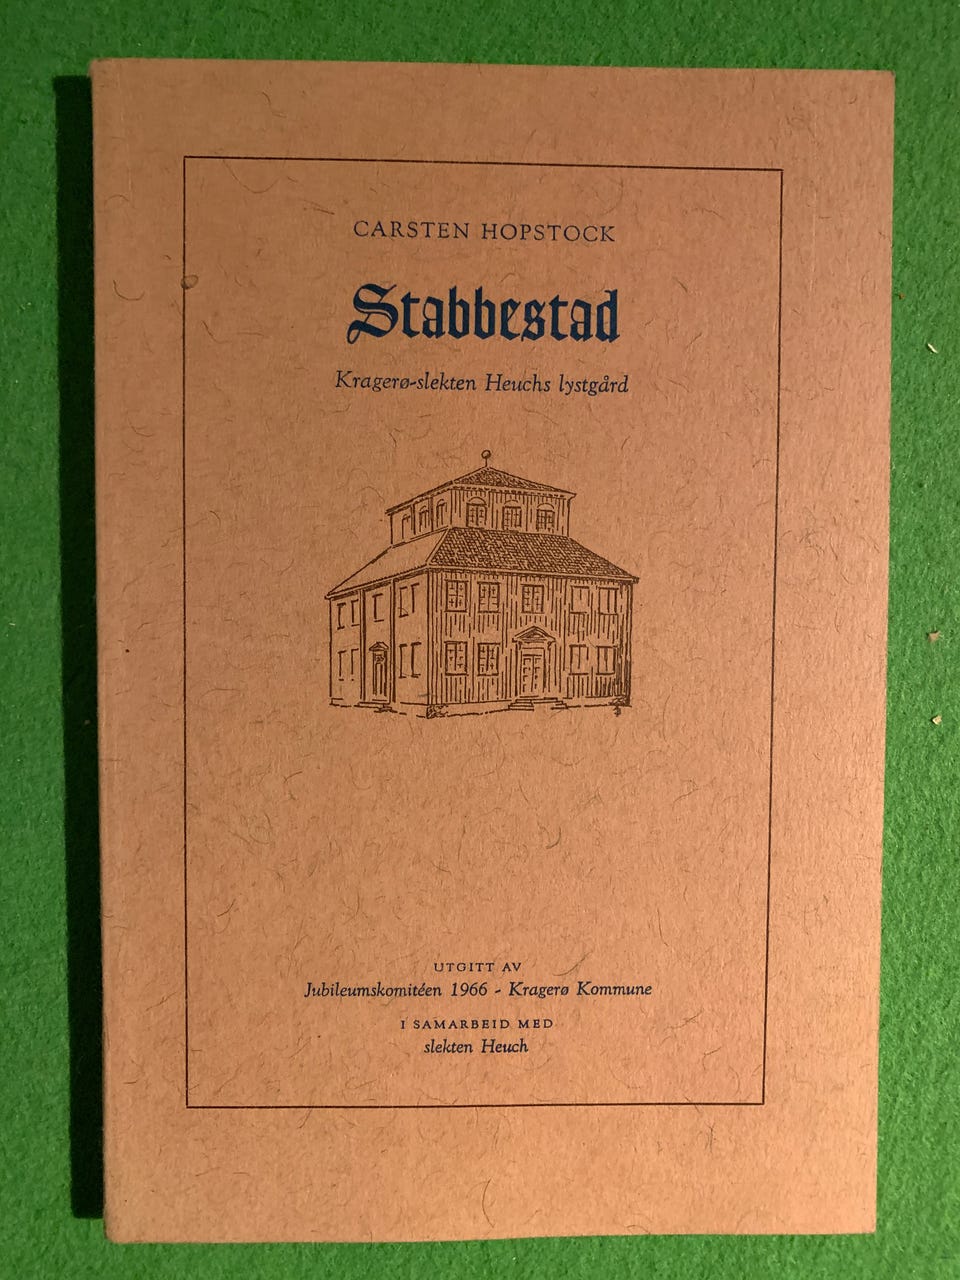 CARSTEN HOPSTOCK
Stabbestad
Kragerø-slekten Heuchs lystgård
UTGITT AV
Jubileumskomitéen 1966 - Kragerø Kommune
I SAMARBEID MED
slekten Heuch